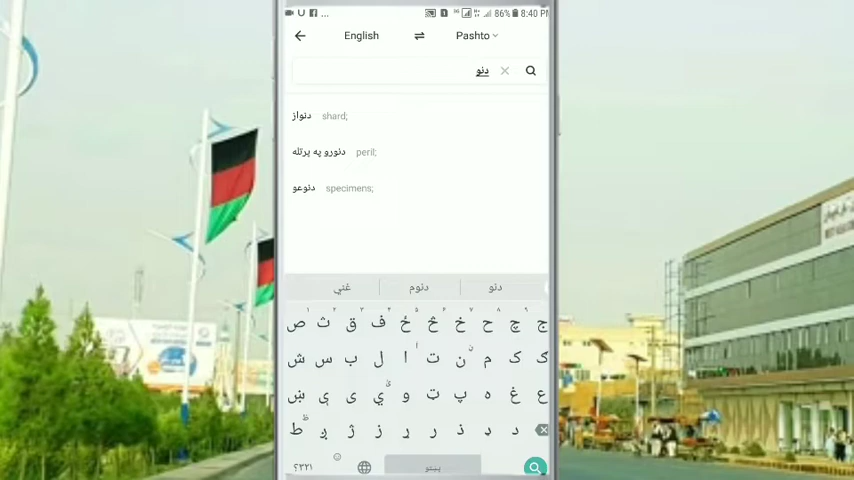 86% 8:40 PM
English ⇌ Pashto
دنو
دنواز shard;
دنورو په پرتله peril;
دنوعو specimens;
غني دنوم دنو
ص ث ق ف ځ څ خ ح چ ج
ش س ب ل ا ت ن م ک ګ
ښ ې ی ي و ټ پ ه غ ع
ط ږ ژ ز ړ ر ذ ډ د
؟۳۲۱ پښتو